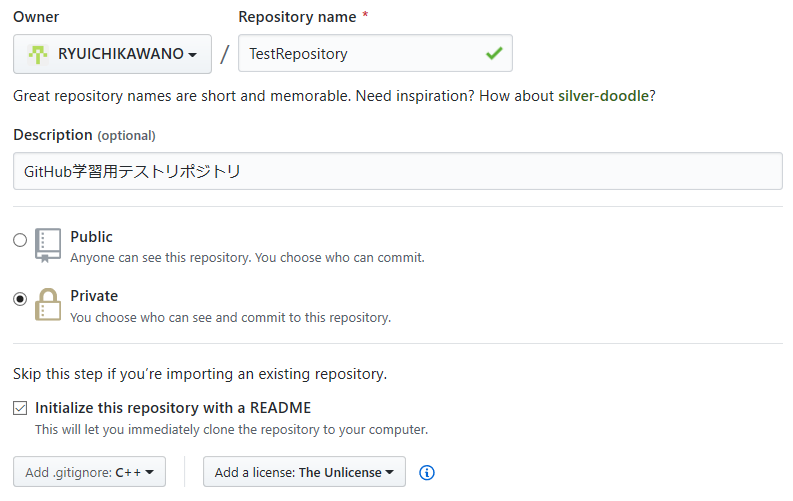 Owner Repository name *
RYUICHIKAWANO / TestRepository
Great repository names are short and memorable. Need inspiration? How about silver-doodle?
Description (optional)
GitHub学習用テストリポジトリ
Public
Anyone can see this repository. You choose who can commit.
Private
You choose who can see and commit to this repository.
Skip this step if you’re importing an existing repository.
Initialize this repository with a README
This will let you immediately clone the repository to your computer.
Add .gitignore: C++ Add a license: The Unlicense